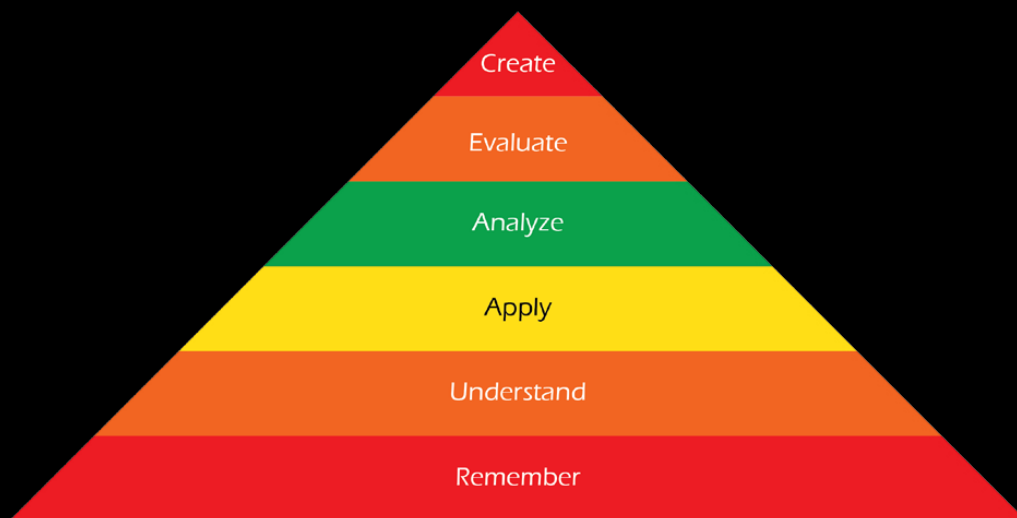 Create
Evaluate
Analyze
Apply
Understand
Remember